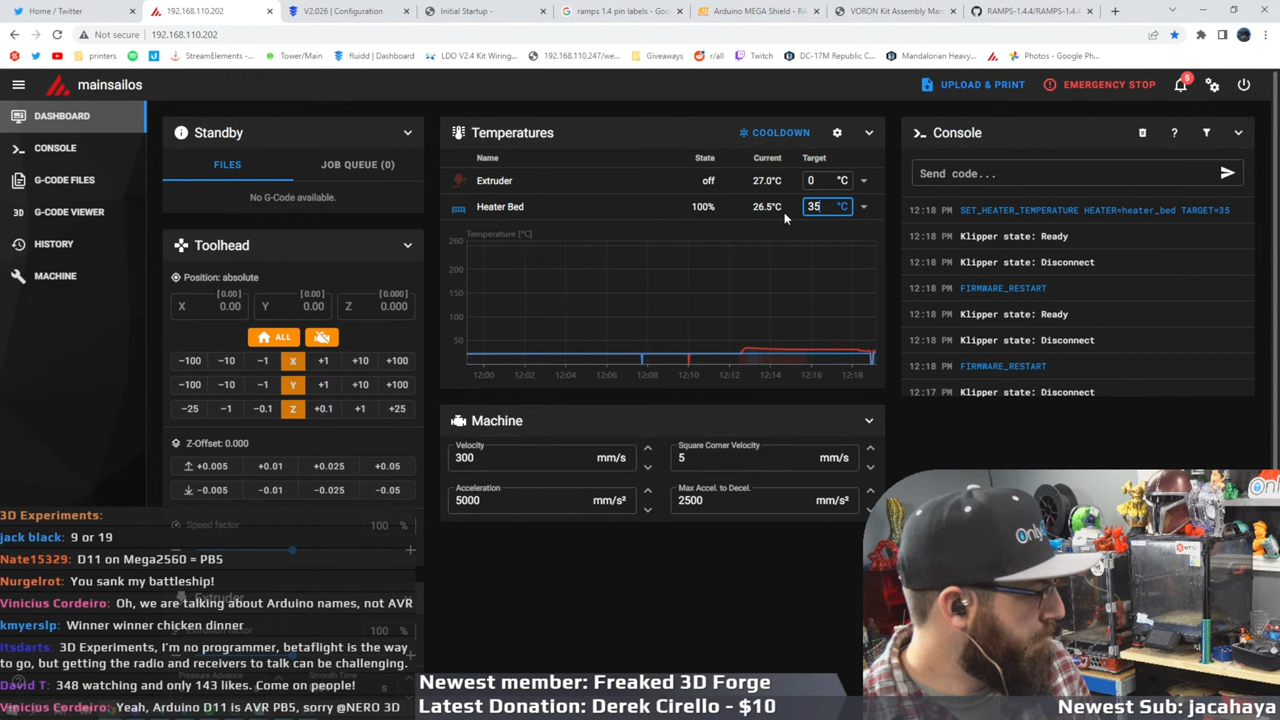 Home / Twitter
192.168.110.202
V2.026 | Configuration
Initial Startup -
ramps 1.4 pin labels - Goo
Arduino MEGA Shield - RA
VORON Kit Assembly Man
RAMPS-1.4.4/RAMPS-1.4.
Not secure
192.168.110.202
printers
StreamElements
Tower/Main
fluidd | Dashboard
LDO V2.4 Kit Wiring...
192.168.110.247/we...
Giveaways
r/all
Twitch
DC-17M Republic C...
Mandalorian Heavy...
Photos - Google Ph...
mainsailos
UPLOAD & PRINT
EMERGENCY STOP
5
DASHBOARD
CONSOLE
G-CODE FILES
3D
G-CODE VIEWER
HISTORY
MACHINE
Standby
FILES
JOB QUEUE (0)
No G-Code available.
Toolhead
Position: absolute
[0.00]
[0.00]
[0.000]
X 0.00
Y 0.00
Z 0.000
ALL
-100 -10 -1 X +1 +10 +100
-100 -10 -1 Y +1 +10 +100
-25 -1 -0.1 Z +0.1 +1 +25
Z-Offset: 0.000
+0.005 +0.01 +0.025 +0.05
-0.005 -0.01 -0.025 -0.05
Speed factor
100 %
Extruder
Extrusion factor
100 %
Pressure Advance
Smooth Time
s
Temperatures
COOLDOWN
Name State Current Target
Extruder off 27.0°C 0 °C
Heater Bed 100% 26.5°C 35 °C
Temperature [°C]
260
200
150
100
50
12:00 12:02 12:04 12:06 12:08 12:10 12:12 12:14 12:16 12:18
Machine
Velocity
300 mm/s
Square Corner Velocity
5 mm/s
Acceleration
5000 mm/s²
Max Accel. to Decel.
2500 mm/s²
Console
Send code...
12:18 PM SET_HEATER_TEMPERATURE HEATER=heater_bed TARGET=35
12:18 PM Klipper state: Ready
12:18 PM Klipper state: Disconnect
12:18 PM FIRMWARE_RESTART
12:18 PM Klipper state: Ready
12:18 PM Klipper state: Disconnect
12:18 PM FIRMWARE_RESTART
12:17 PM Klipper state: Disconnect
3D Experiments:
jack black: 9 or 19
Nate15329: D11 on Mega2560 = PB5
Nurgelrot: You sank my battleship!
Vinicius Cordeiro: Oh, we are talking about Arduino names, not AVR
kmyerslp: Winner winner chicken dinner
Itsdarts: 3D Experiments, I'm no programmer, betaflight is the way
to go, but getting the radio and receivers to talk can be challenging.
David T: 348 watching and only 143 likes. Come on people!
Vinicius Cordeiro: Yeah, Arduino D11 is AVR PB5, sorry @NERO 3D
Newest member: Freaked 3D Forge
Latest Donation: Derek Cirello - $10
Newest Sub: jacahaya